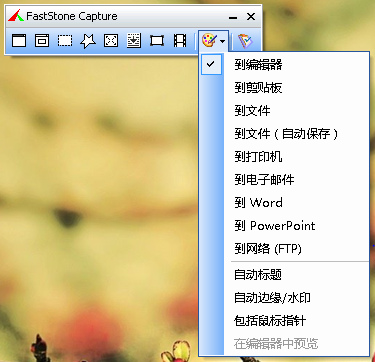 FastStone Capture
到编辑器
到剪贴板
到文件
到文件（自动保存）
到打印机
到电子邮件
到 Word
到 PowerPoint
到网络 (FTP)
自动标题
自动边缘/水印
包括鼠标指针
在编辑器中预览